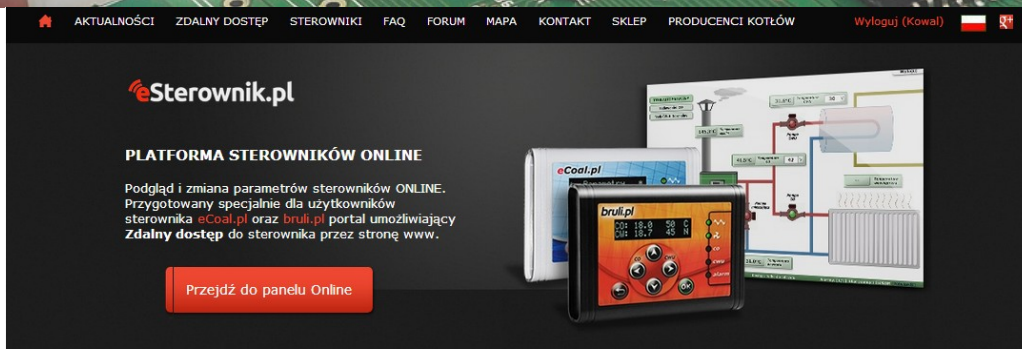 AKTUALNOŚCI ZDALNY DOSTĘP STEROWNIKI FAQ FORUM MAPA KONTAKT SKLEP PRODUCENCI KOTŁÓW Wyloguj (Kowal)
eSterownik.pl
PLATFORMA STEROWNIKÓW ONLINE
Podgląd i zmiana parametrów sterowników ONLINE.
Przygotowany specjalnie dla użytkowników
sterownika eCoal.pl oraz bruli.pl portal umożliwiający
Zdalny dostęp do sterownika przez stronę www.
Przejdź do panelu Online
eCoal.pl
bruli.pl
CO: 18.0 50 C
CW: 18.7 45 N
OK